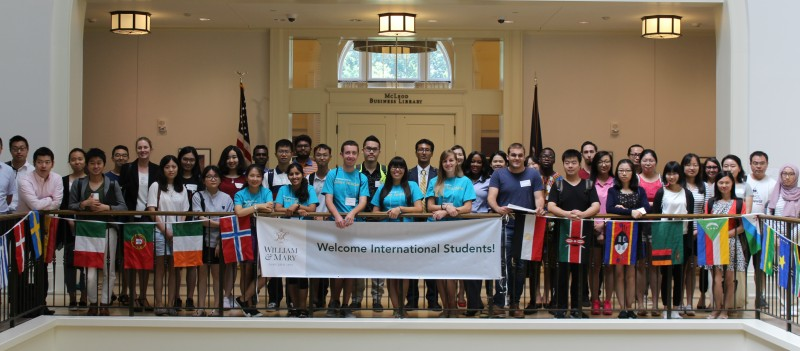 McLeod
Business Library
WILLIAM
& MARY
Welcome International Students!